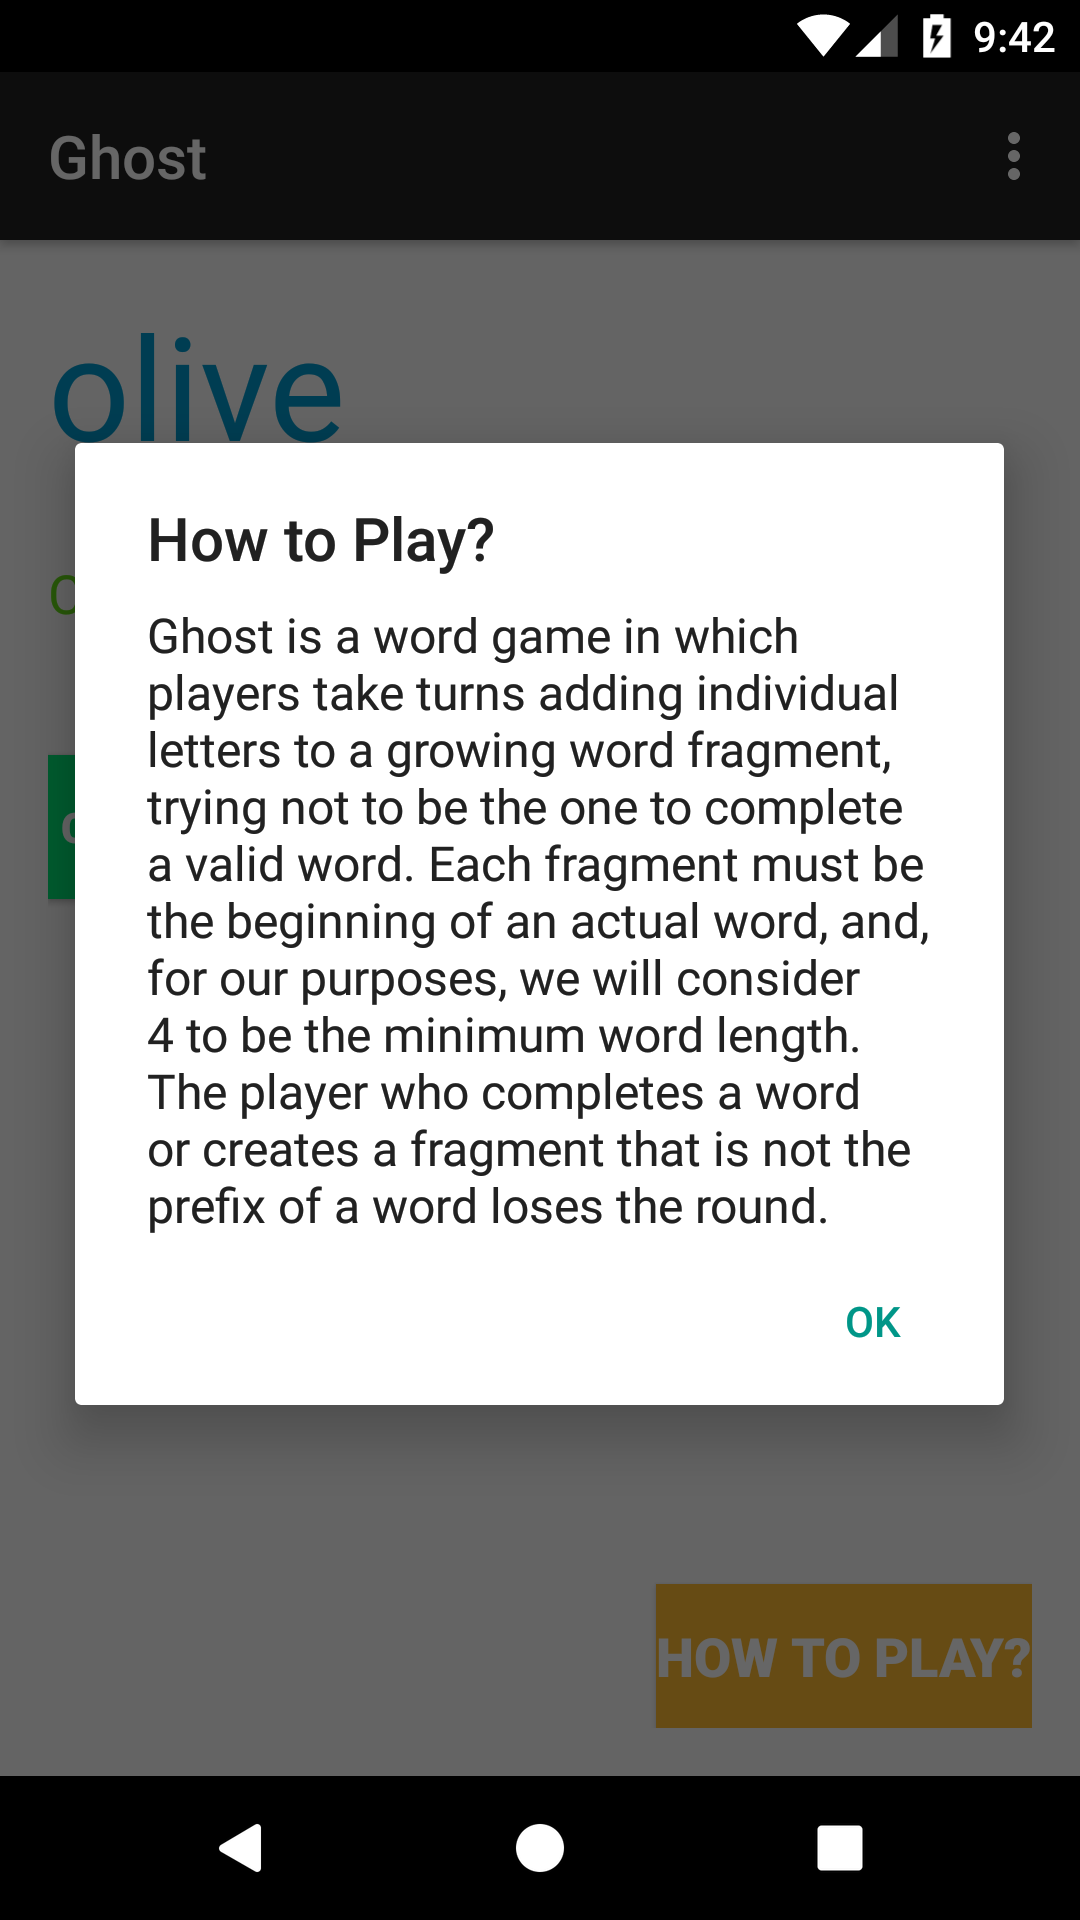 9:42
Ghost
olive
How to Play?
Ghost is a word game in which
players take turns adding individual
letters to a growing word fragment,
trying not to be the one to complete
a valid word. Each fragment must be
the beginning of an actual word, and,
for our purposes, we will consider
4 to be the minimum word length.
The player who completes a word
or creates a fragment that is not the
prefix of a word loses the round.
OK
HOW TO PLAY?